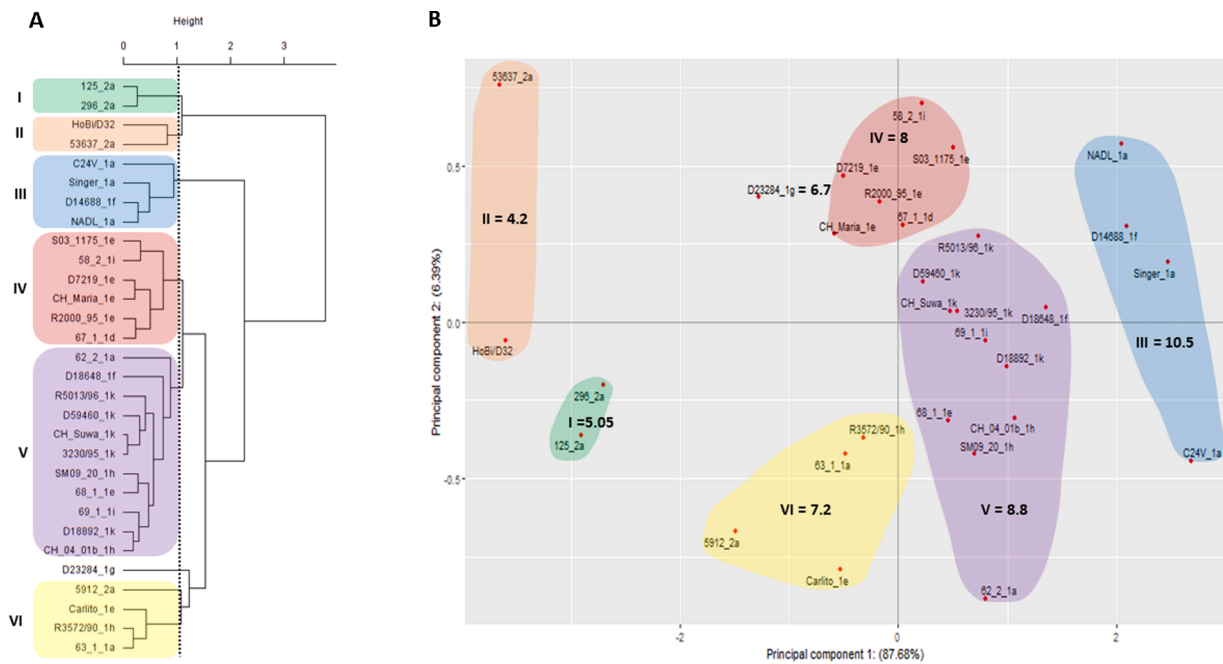 A
Height
0 1 2 3
I
125_2a
296_2a
II
HoBi/D32
53637_2a
III
C24V_1a
Singer_1a
D14688_1f
NADL_1a
IV
S03_1175_1e
58_2_1i
D7219_1e
CH_Maria_1e
R2000_95_1e
67_1_1d
V
62_2_1a
D18648_1f
R5013/96_1k
D59460_1k
CH_Suwa_1k
3230/95_1k
SM09_20_1h
68_1_1e
69_1_1i
D18892_1k
CH_04_01b_1h
D23284_1g
VI
5912_2a
Carlito_1e
R3572/90_1h
63_1_1a
B
Principal component 2: (6.39%)
0.5
0.0
-0.5
53637_2a
II = 4.2
HoBi/D32
296_2a
I =5.05
125_2a
58_2_1i
IV = 8
S03_1175_1e
D7219_1e
D23284_1g = 6.7
R2000_95_1e
CH_Maria_1e
67_1_1d
R5013/96_1k
D59460_1k
CH_Suwa_1k
3230/95_1k
D18648_1f
69_1_1i
D18892_1k
68_1_1e
CH_04_01b_1h
SM09_20_1h
V = 8.8
62_2_1a
NADL_1a
D14688_1f
Singer_1a
III = 10.5
C24V_1a
R3572/90_1h
63_1_1a
VI = 7.2
5912_2a
Carlito_1e
-2 0 2
Principal component 1: (87.68%)